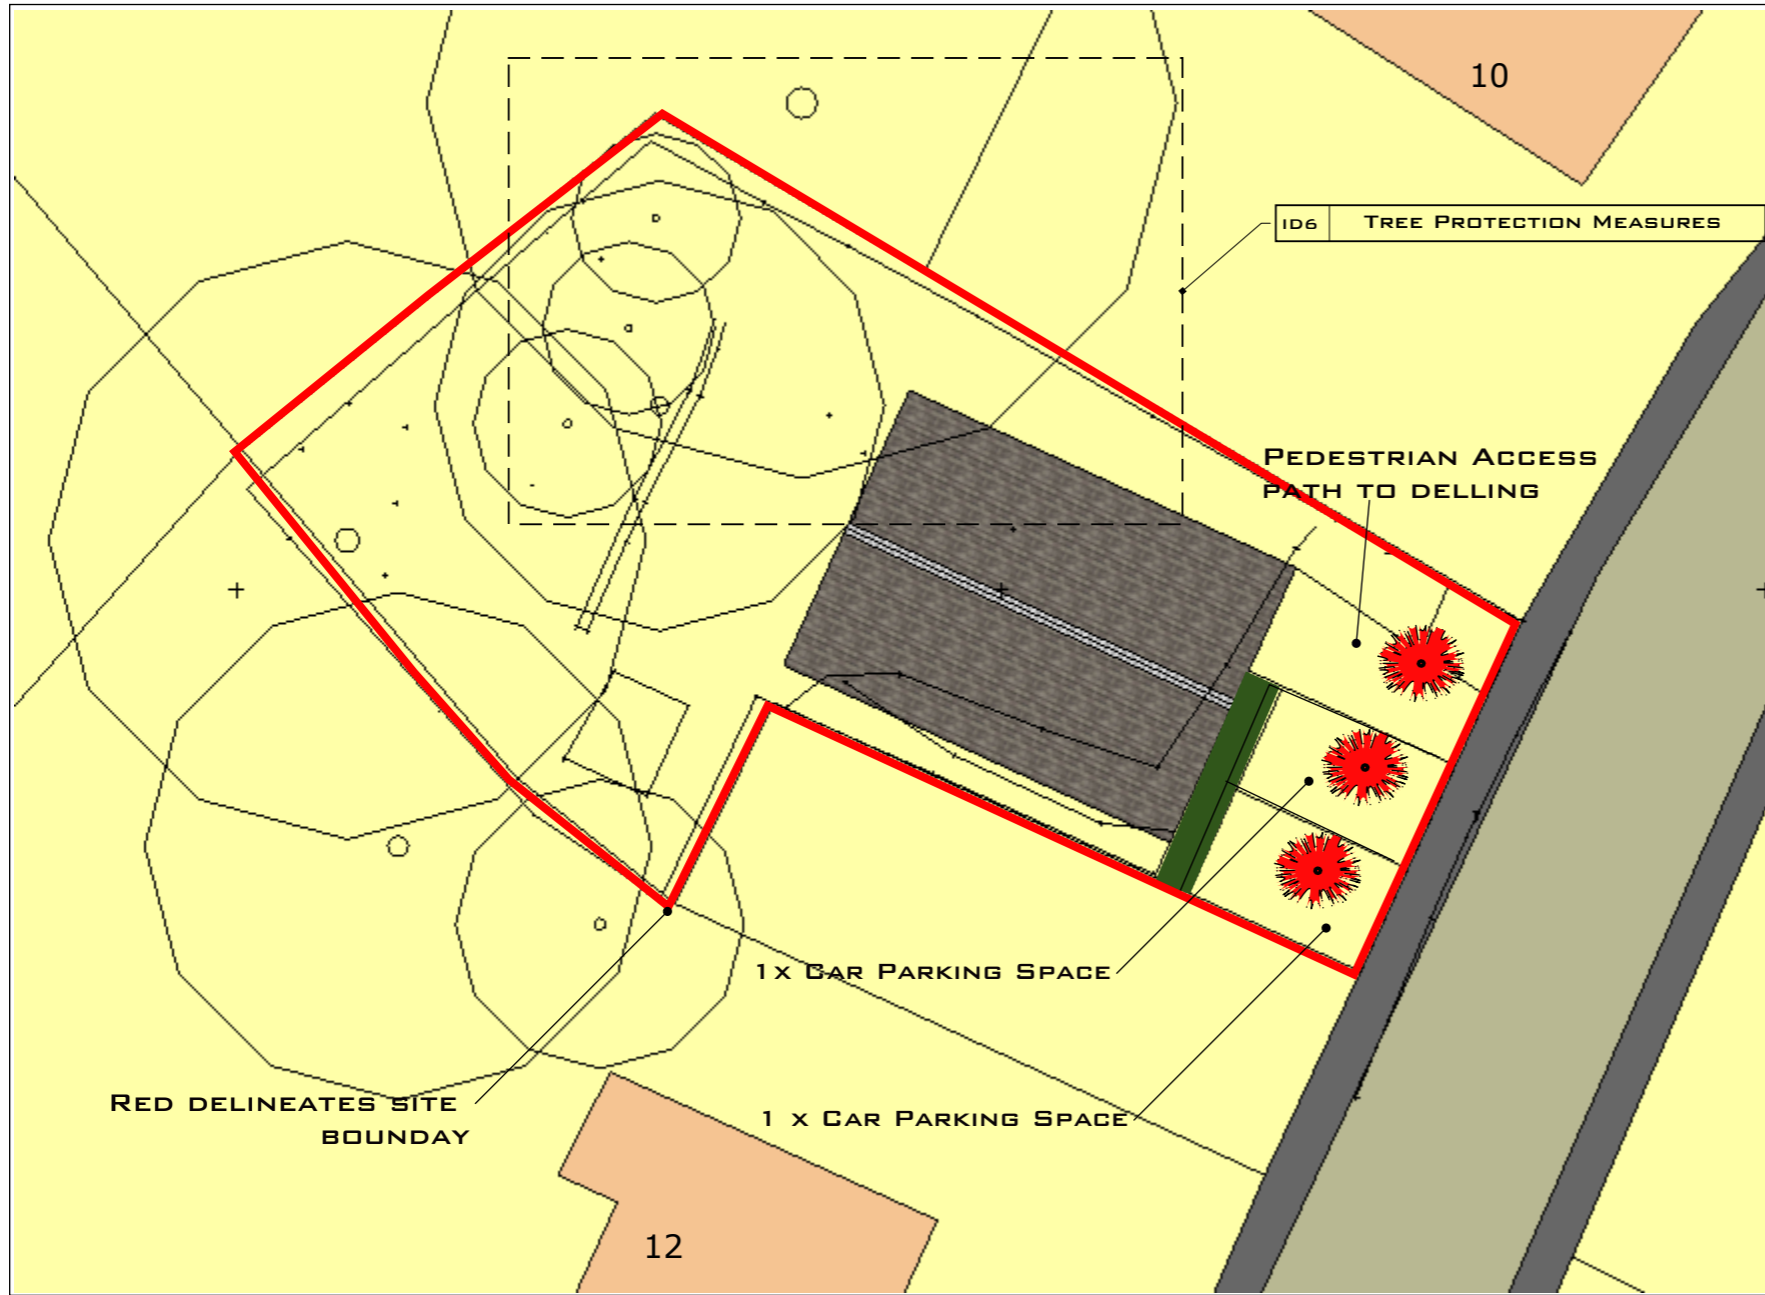 10
ID6 Tree Protection Measures
Pedestrian Access
path to delling
1x Car Parking Space
Red delineates site
bounday
1 x Car Parking Space
12